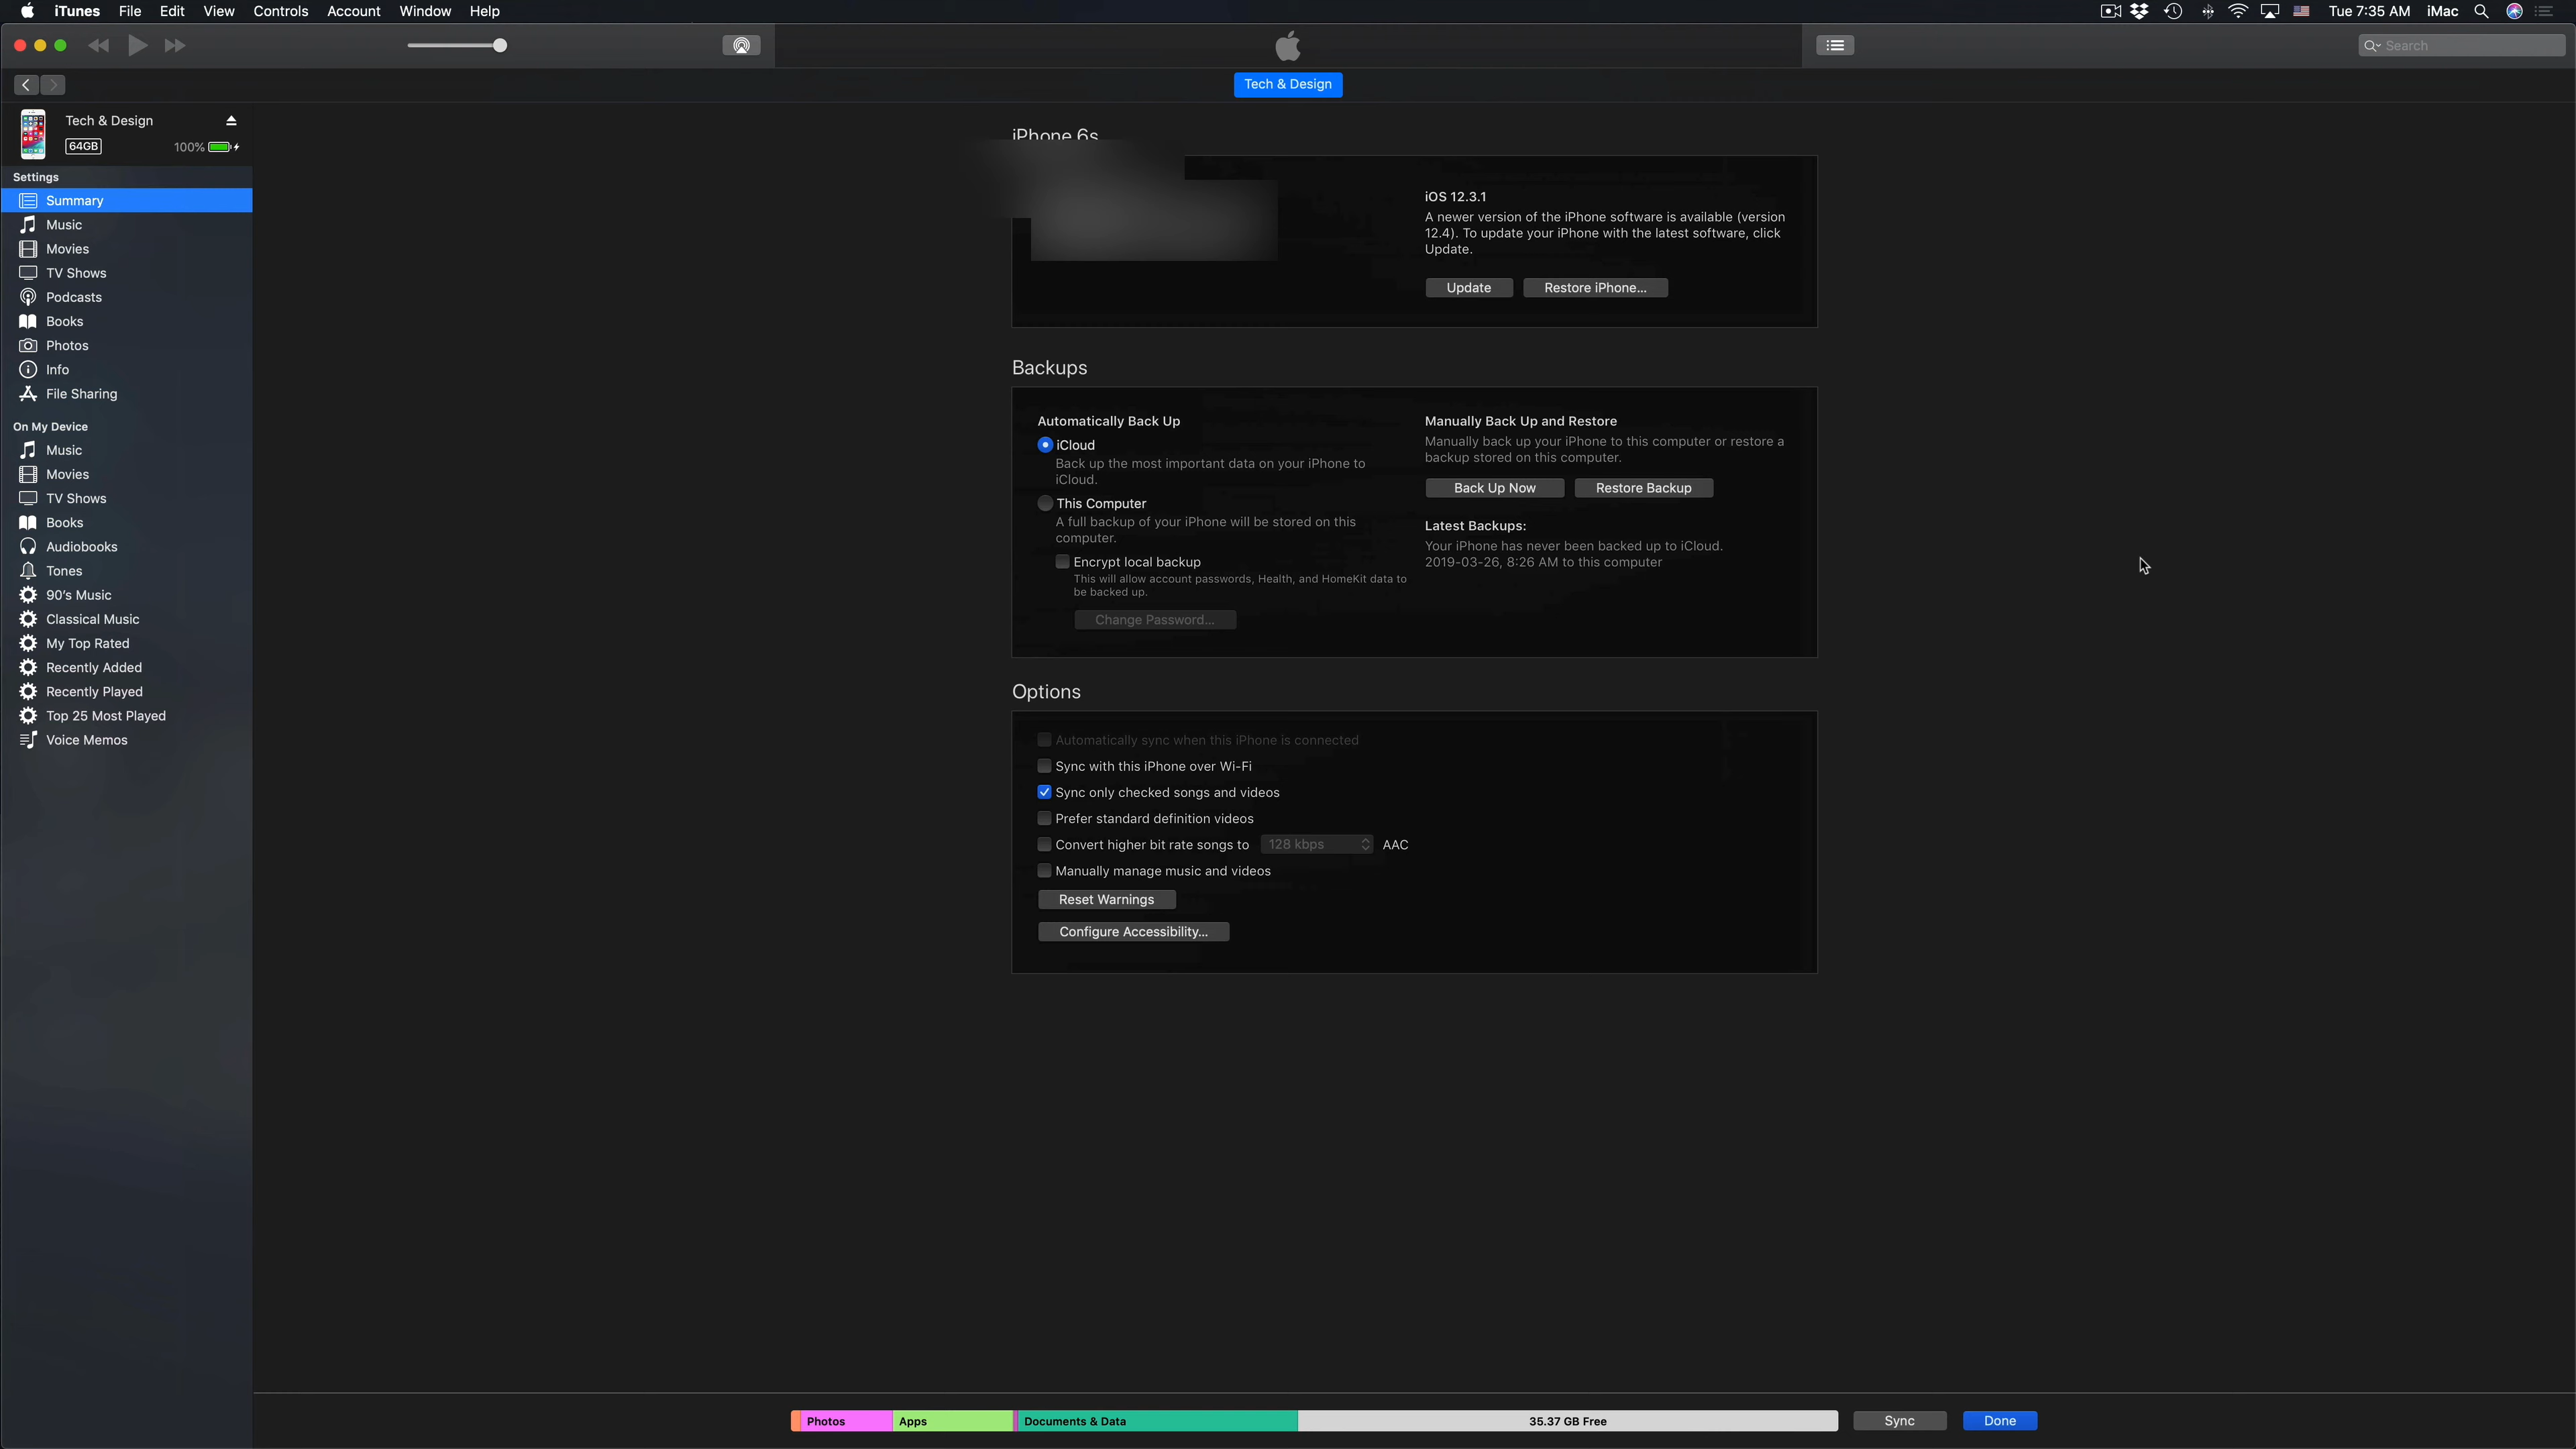 iTunes File Edit View Controls Account Window Help
Tue 7:35 AM iMac
Search
Tech & Design
Tech & Design
64GB
100%
Settings
Summary
Music
Movies
TV Shows
Podcasts
Books
Photos
Info
File Sharing
On My Device
Music
Movies
TV Shows
Books
Audiobooks
Tones
90's Music
Classical Music
My Top Rated
Recently Added
Recently Played
Top 25 Most Played
Voice Memos
iPhone 6s
iOS 12.3.1
A newer version of the iPhone software is available (version
12.4). To update your iPhone with the latest software, click
Update.
Update Restore iPhone...
Backups
Automatically Back Up
iCloud
Back up the most important data on your iPhone to
iCloud.
This Computer
A full backup of your iPhone will be stored on this
computer.
Encrypt local backup
This will allow account passwords, Health, and HomeKit data to
be backed up.
Change Password...
Manually Back Up and Restore
Manually back up your iPhone to this computer or restore a
backup stored on this computer.
Back Up Now Restore Backup
Latest Backups:
Your iPhone has never been backed up to iCloud.
2019-03-26, 8:26 AM to this computer
Options
Automatically sync when this iPhone is connected
Sync with this iPhone over Wi-Fi
Sync only checked songs and videos
Prefer standard definition videos
Convert higher bit rate songs to 128 kbps AAC
Manually manage music and videos
Reset Warnings
Configure Accessibility...
Photos Apps Documents & Data 35.37 GB Free Sync Done